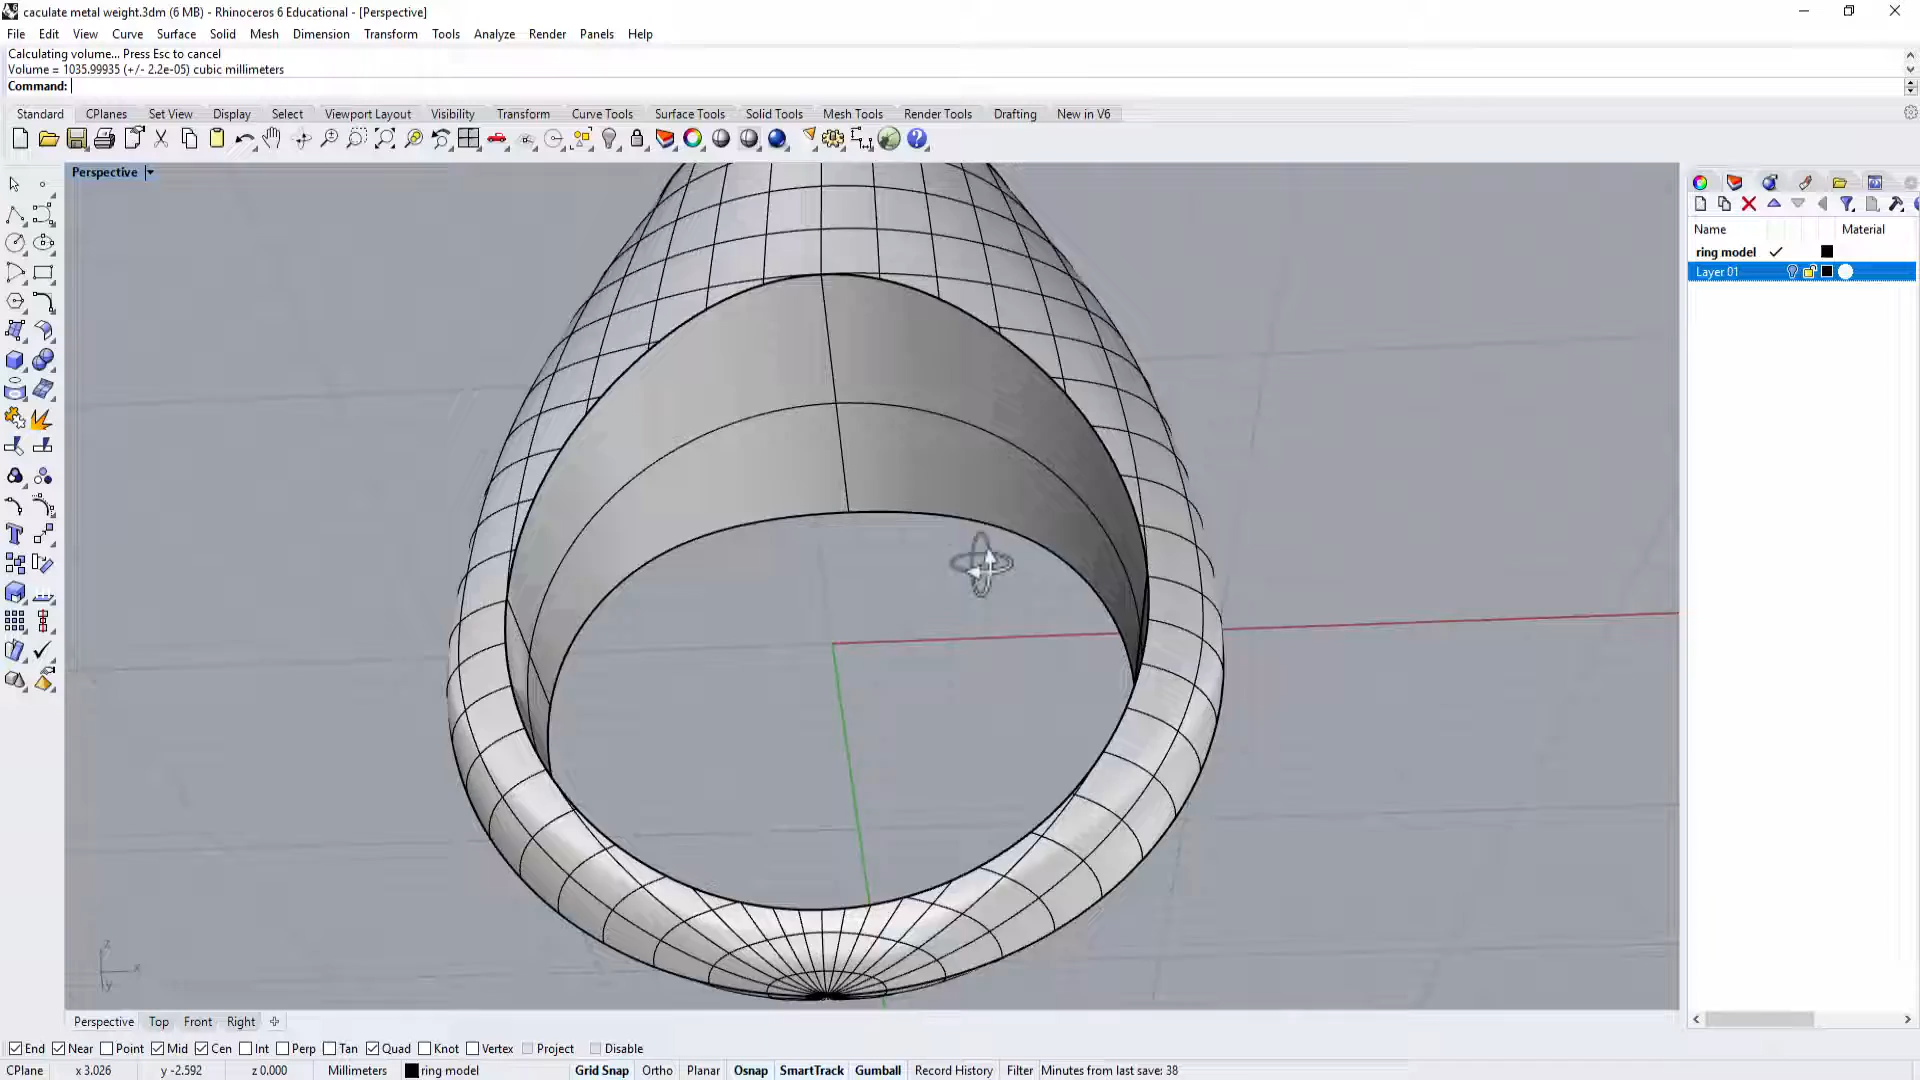 caculate metal weight.3dm (6 MB) - Rhinoceros 6 Educational - [Perspective]
File Edit View Curve Surface Solid Mesh Dimension Transform Tools Analyze Render Panels Help
Calculating volume... Press Esc to cancel
Volume = 1035.99935 (+/- 2.2e-05) cubic millimeters
Command:
Standard CPlanes Set View Display Select Viewport Layout Visibility Transform Curve Tools Surface Tools Solid Tools Mesh Tools Render Tools Drafting New in V6
Perspective
Name Material
ring model
Layer 01
z
x
y
Perspective Top Front Right
End Near Point Mid Cen Int Perp Tan Quad Knot Vertex Project Disable
CPlane x 3.026 y -2.592 z 0.000 Millimeters ring model Grid Snap Ortho Planar Osnap SmartTrack Gumball Record History Filter Minutes from last save: 38